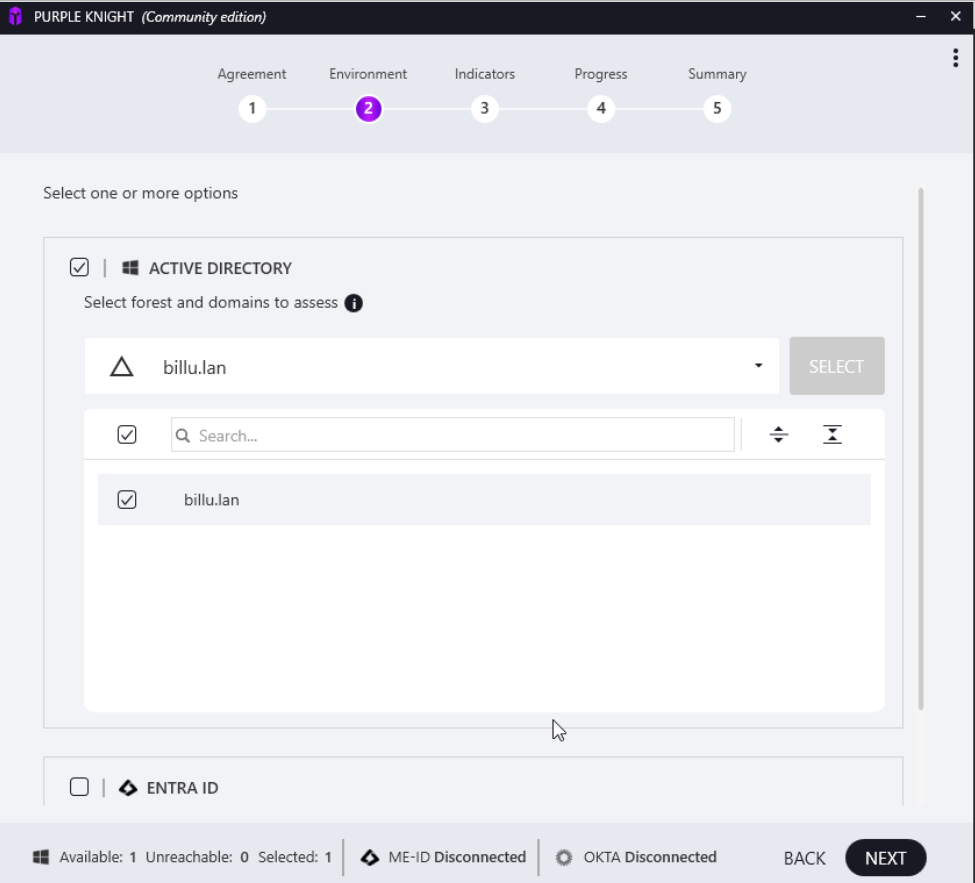 PURPLE KNIGHT (Community edition)
Agreement Environment Indicators Progress Summary
1 2 3 4 5
Select one or more options
ACTIVE DIRECTORY
Select forest and domains to assess
billu.lan
SELECT
Search...
billu.lan
ENTRA ID
Available: 1 Unreachable: 0 Selected: 1 ME-ID Disconnected OKTA Disconnected BACK NEXT